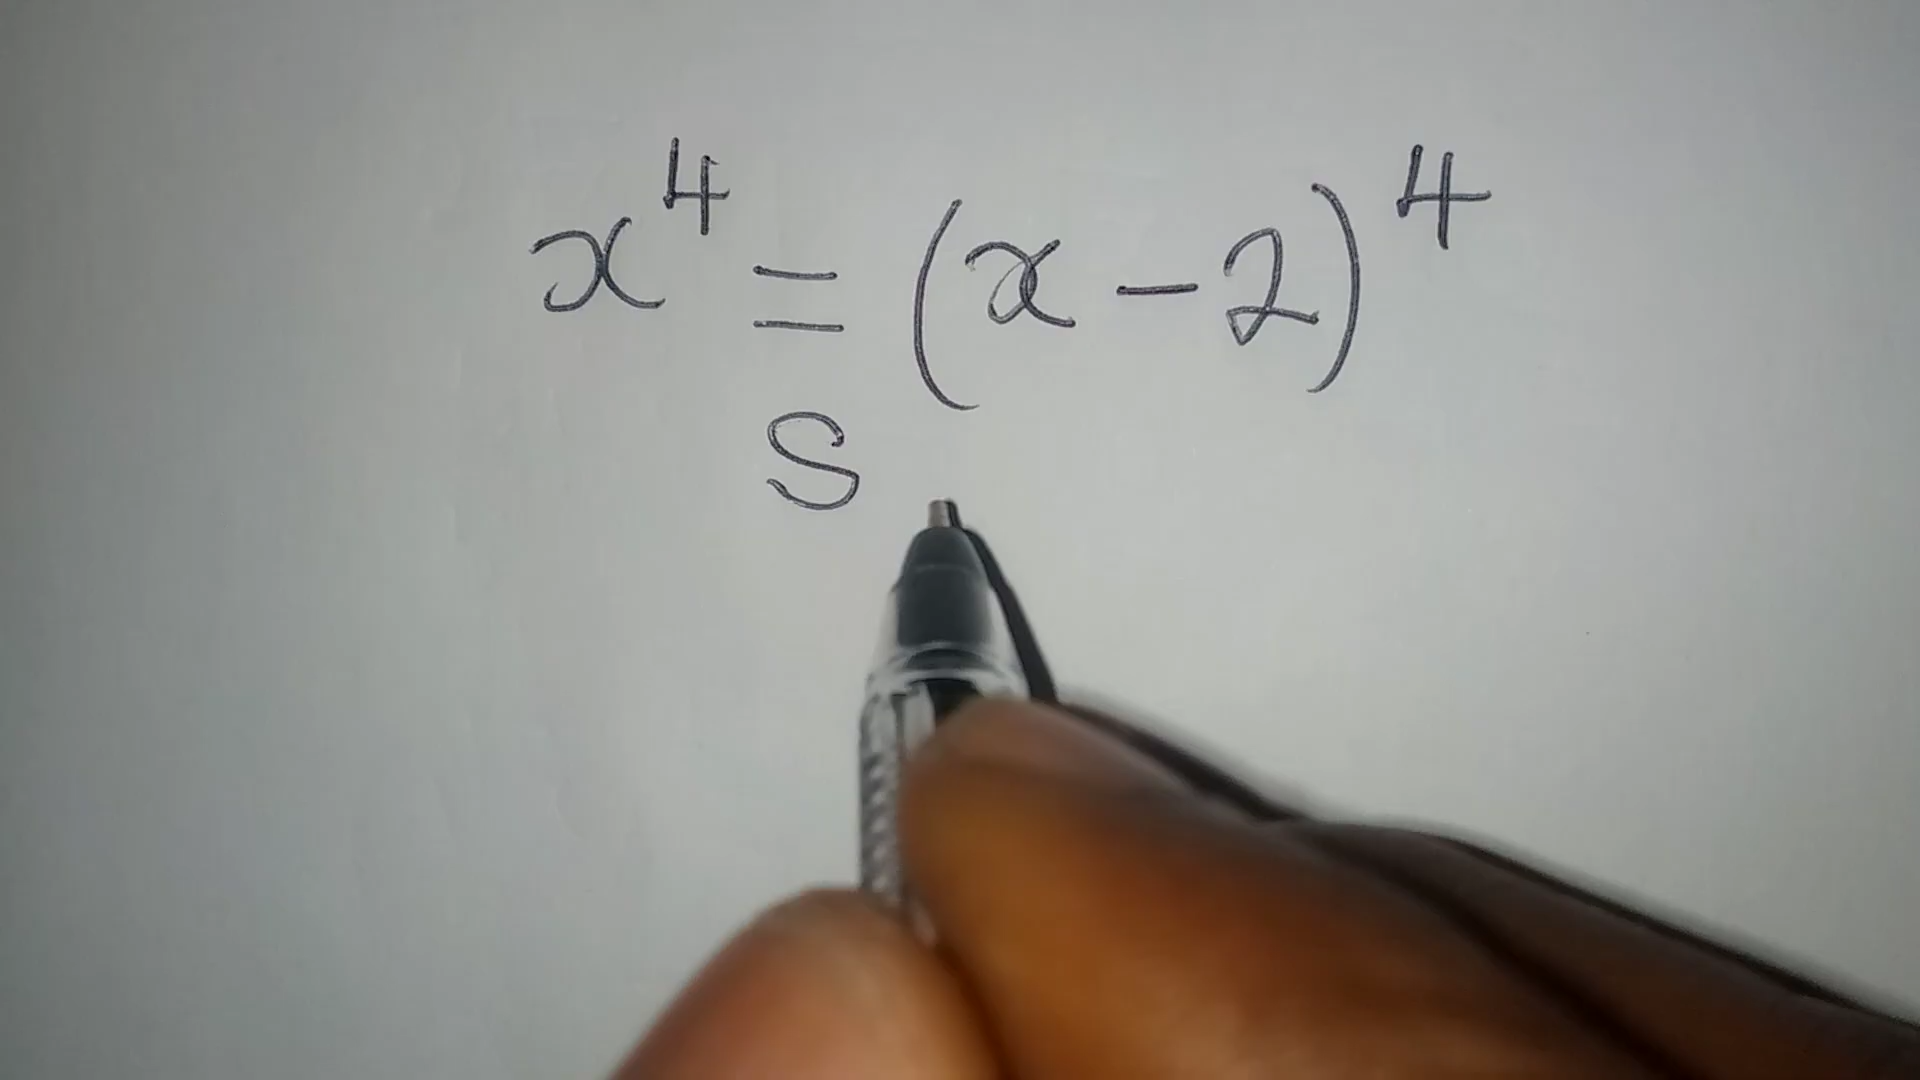 x⁴ = (x - 2)⁴
S